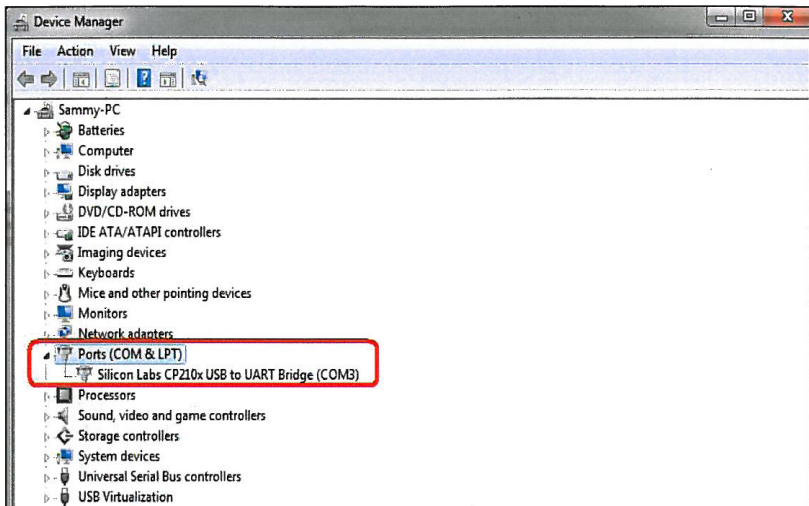 Device Manager
File Action View Help
Sammy-PC
Batteries
Computer
Disk drives
Display adapters
DVD/CD-ROM drives
IDE ATA/ATAPI controllers
Imaging devices
Keyboards
Mice and other pointing devices
Monitors
Network adapters
Ports (COM & LPT)
Silicon Labs CP210x USB to UART Bridge (COM3)
Processors
Sound, video and game controllers
Storage controllers
System devices
Universal Serial Bus controllers
USB Virtualization